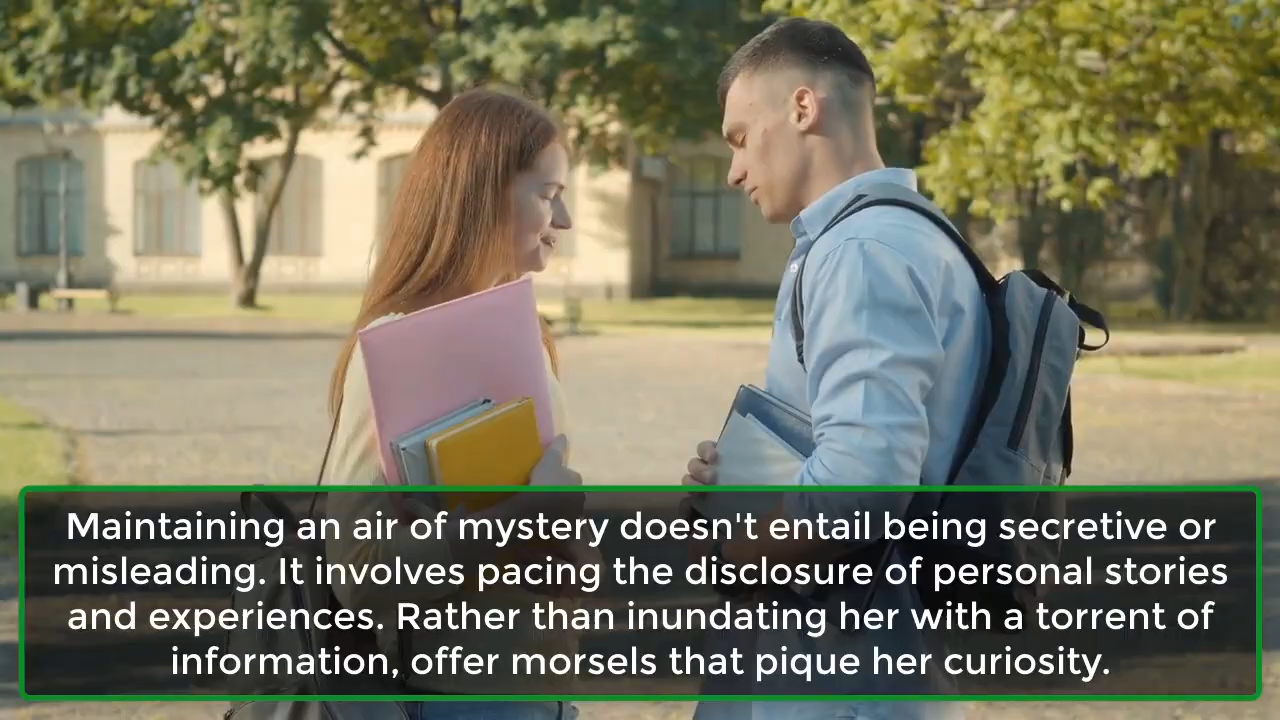 Maintaining an air of mystery doesn't entail being secretive or
misleading. It involves pacing the disclosure of personal stories
and experiences. Rather than inundating her with a torrent of
information, offer morsels that pique her curiosity.